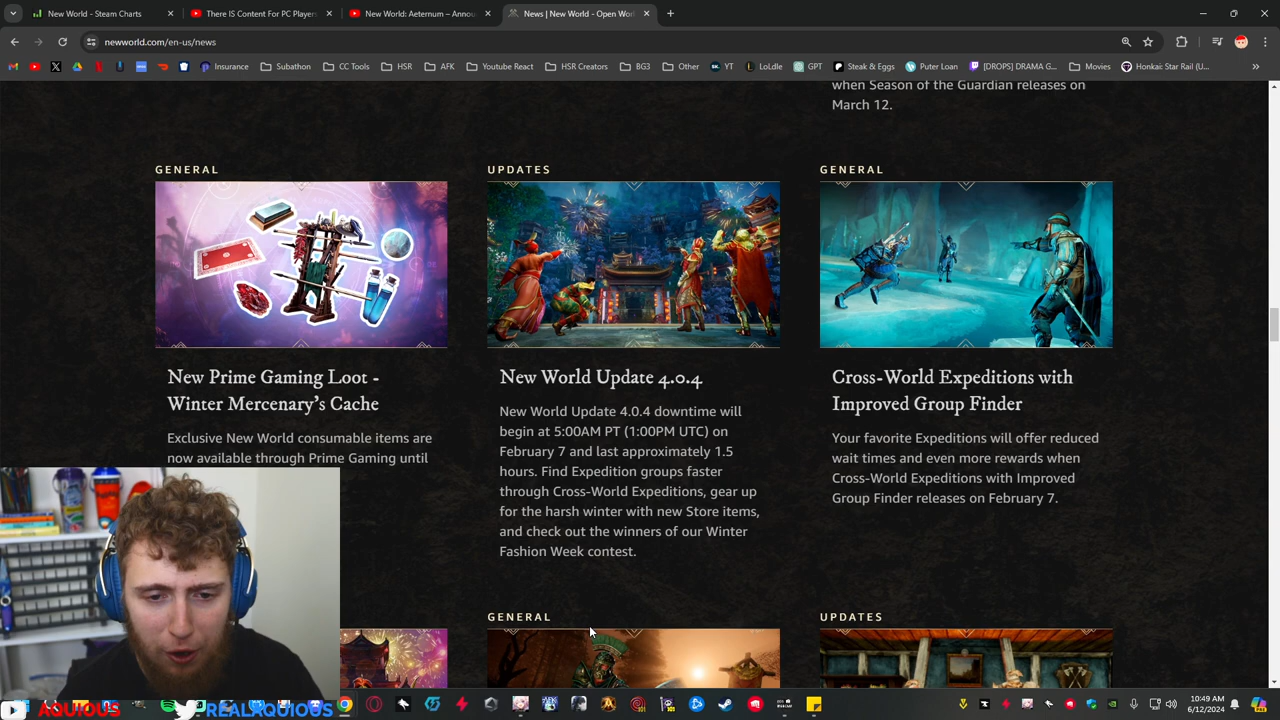 New World - Steam Charts
There IS Content For PC Players
New World: Aeternum – Annou
News | New World - Open Worl
newworld.com/en-us/news
Insurance
Subathon
CC Tools
HSR
AFK
Youtube React
HSR Creators
BG3
Other
YT
LoLdle
GPT
Steak & Eggs
Puter Loan
[DROPS] DRAMA G...
Movies
Honkai: Star Rail (U...
when Season of the Guardian releases on
March 12.
GENERAL
New Prime Gaming Loot -
Winter Mercenary's Cache
Exclusive New World consumable items are
now available through Prime Gaming until
UPDATES
New World Update 4.0.4
New World Update 4.0.4 downtime will
begin at 5:00AM PT (1:00PM UTC) on
February 7 and last approximately 1.5
hours. Find Expedition groups faster
through Cross-World Expeditions, gear up
for the harsh winter with new Store items,
and check out the winners of our Winter
Fashion Week contest.
GENERAL
Cross-World Expeditions with
Improved Group Finder
Your favorite Expeditions will offer reduced
wait times and even more rewards when
Cross-World Expeditions with Improved
Group Finder releases on February 7.
GENERAL
UPDATES
AQUIOUS
REALAQUIOUS
10:49 AM
6/12/2024